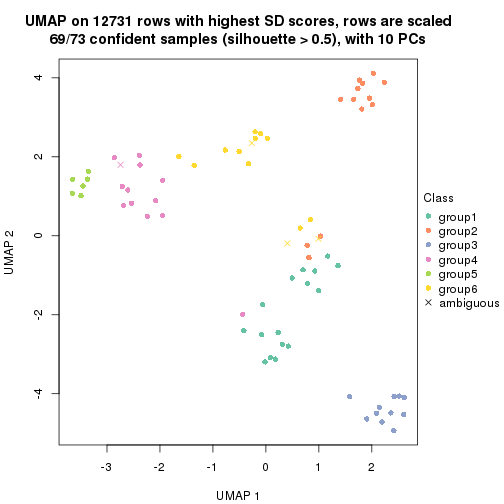 UMAP on 12731 rows with highest SD scores, rows are scaled
69/73 confident samples (silhouette > 0.5), with 10 PCs
4
2
0
-2
-4
UMAP 2
-3
-2
-1
0
1
2
UMAP 1
Class
group1
group2
group3
group4
group5
group6
ambiguous